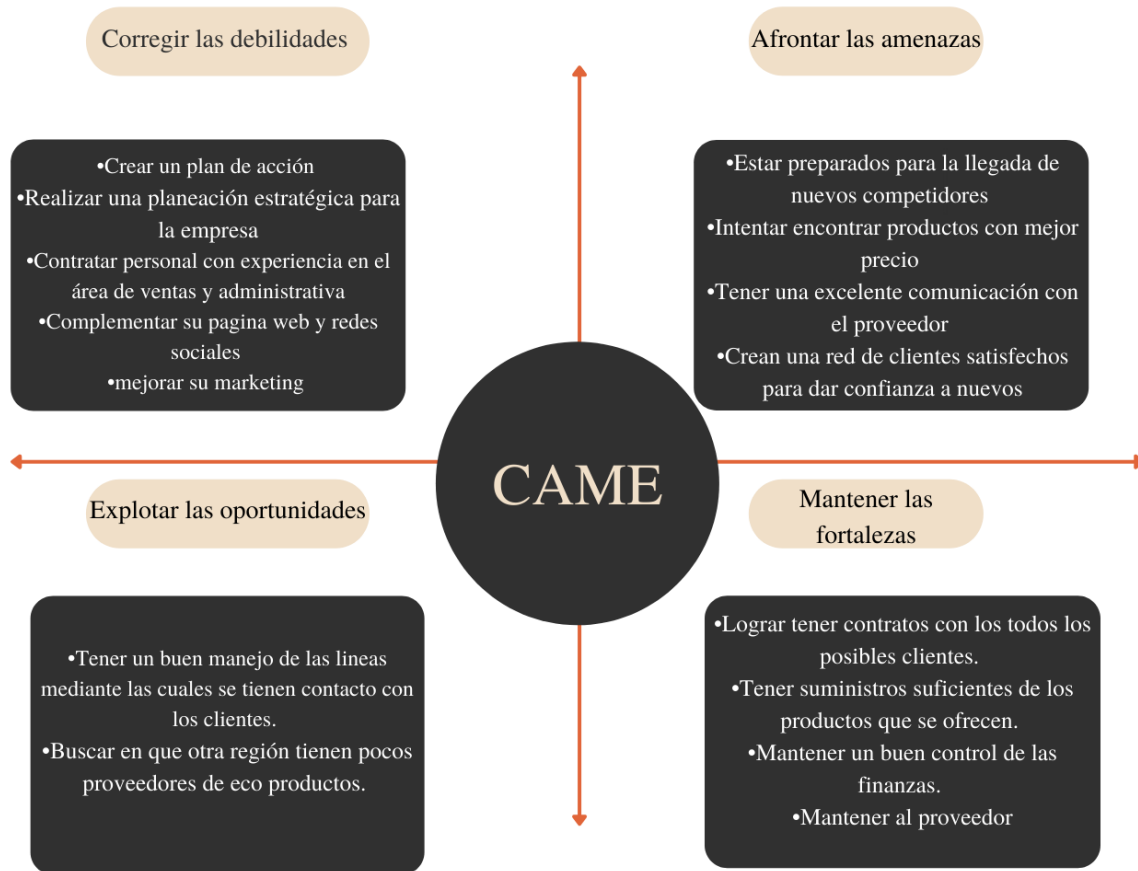 Corregir las debilidades
•Crear un plan de acción
•Realizar una planeación estratégica para
la empresa
•Contratar personal con experiencia en el
área de ventas y administrativa
•Complementar su pagina web y redes
sociales
•mejorar su marketing
Afrontar las amenazas
•Estar preparados para la llegada de
nuevos competidores
•Intentar encontrar productos con mejor
precio
•Tener una excelente comunicación con
el proveedor
•Crean una red de clientes satisfechos
para dar confianza a nuevos
CAME
Explotar las oportunidades
•Tener un buen manejo de las lineas
mediante las cuales se tienen contacto con
los clientes.
•Buscar en que otra región tienen pocos
proveedores de eco productos.
Mantener las
fortalezas
•Lograr tener contratos con los todos los
posibles clientes.
•Tener suministros suficientes de los
productos que se ofrecen.
•Mantener un buen control de las
finanzas.
•Mantener al proveedor